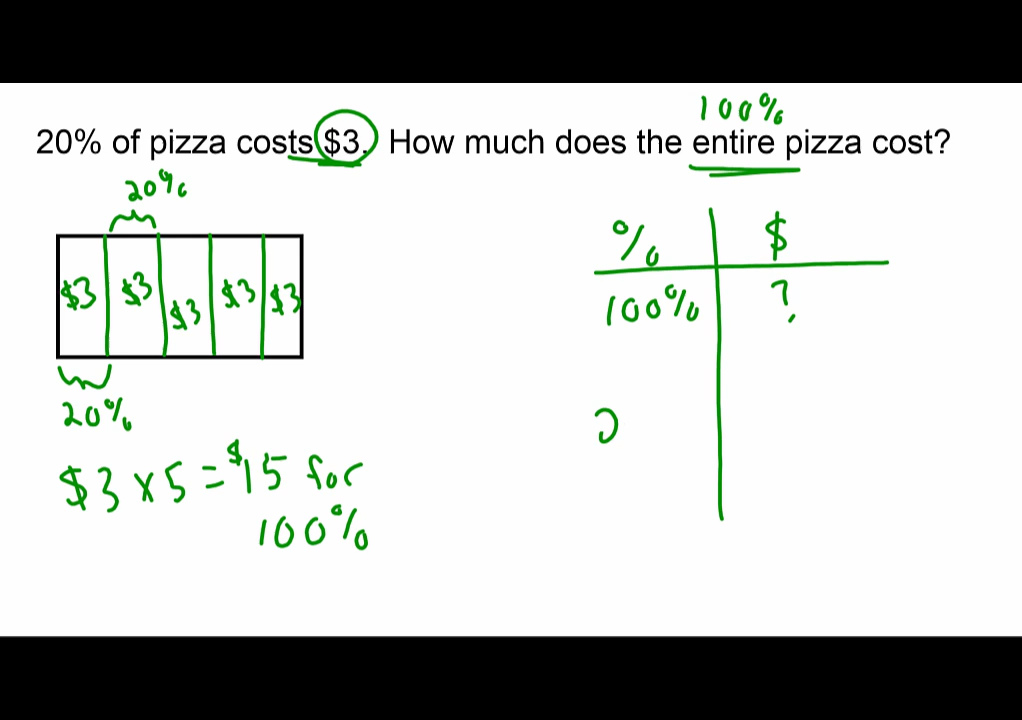 100%
20% of pizza costs $3. How much does the entire pizza cost?
20%
$3 $3 $3 $3 $3
20%
$3 x 5 = $15 for
100%
% $
100% ?